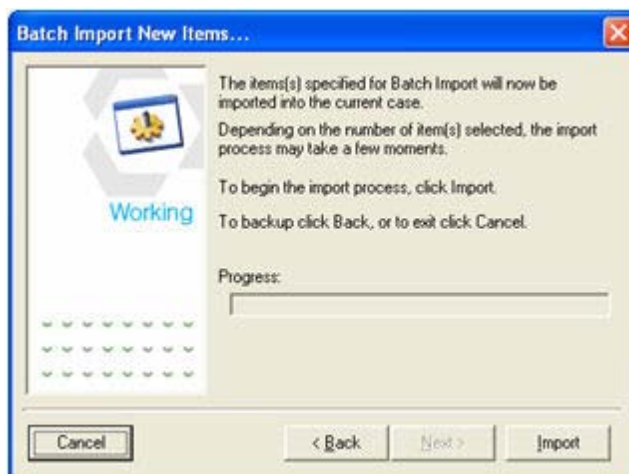 Batch Import New Items...
The items(s) specified for Batch Import will now be
imported into the current case.
Depending on the number of item(s) selected, the import
process may take a few moments.
To begin the import process, click Import.
To backup click Back, or to exit click Cancel.
Working
Progress:
Cancel
< Back
Next >
Import